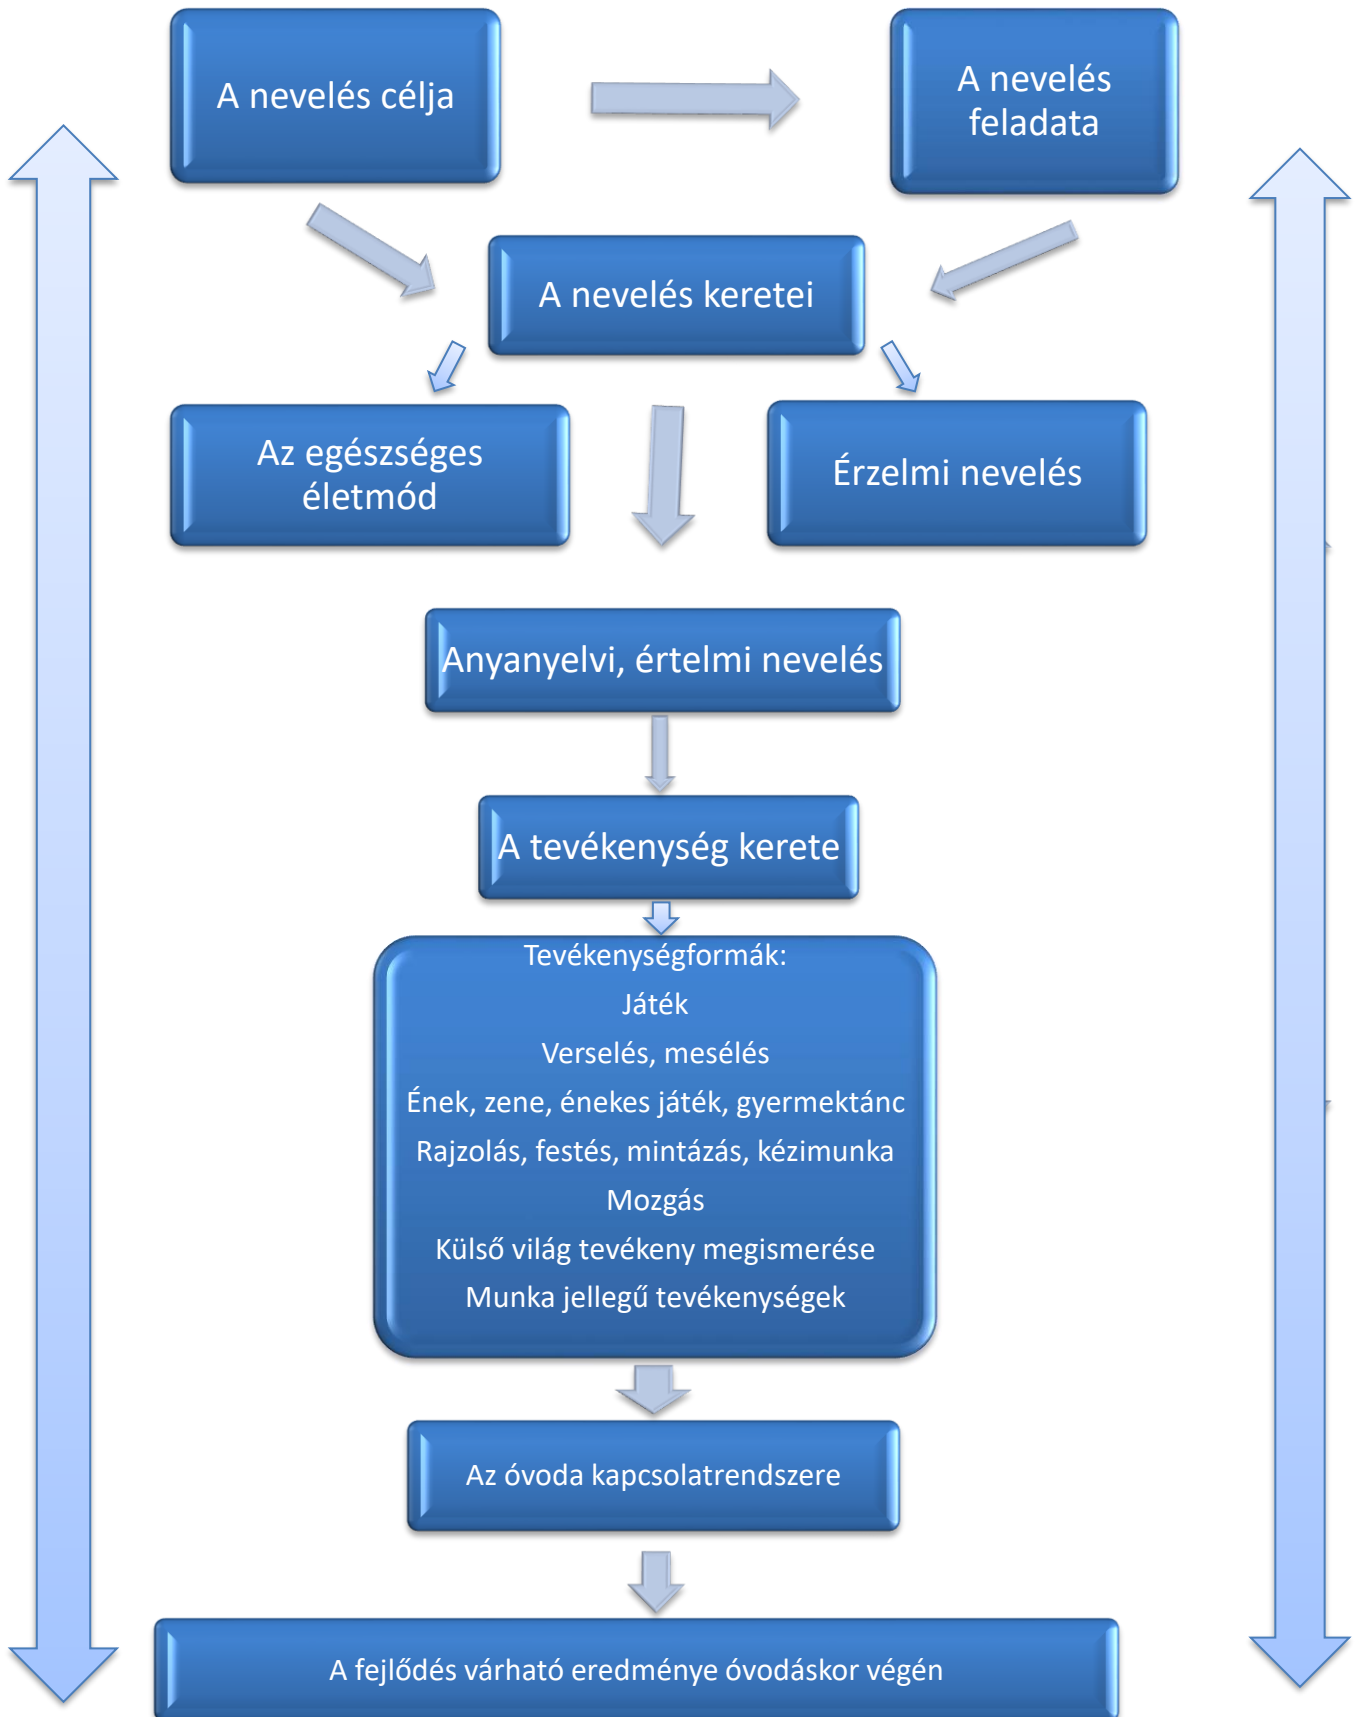 A nevelés célja
A nevelés
feladata
A nevelés keretei
Az egészséges
életmód
Érzelmi nevelés
Anyanyelvi, értelmi nevelés
A tevékenység kerete
Tevékenységformák:
Játék
Verselés, mesélés
Ének, zene, énekes játék, gyermektánc
Rajzolás, festés, mintázás, kézimunka
Mozgás
Külső világ tevékeny megismerése
Munka jellegű tevékenységek
Az óvoda kapcsolatrendszere
A fejlődés várható eredménye óvodáskor végén